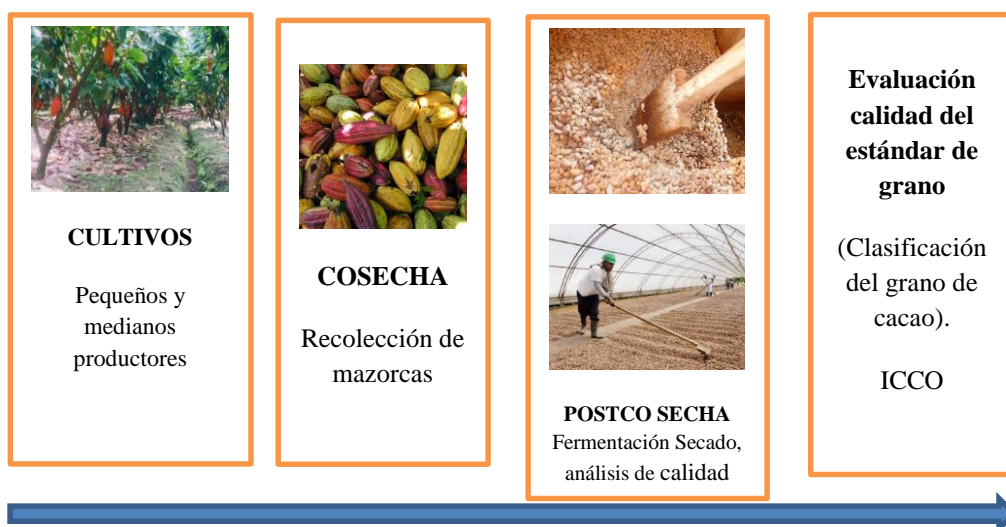 CULTIVOS
Pequeños y
medianos
productores
COSECHA
Recolección de
mazorcas
POSTCO SECHA
Fermentación Secado,
análisis de calidad
Evaluación
calidad del
estándar de
grano
(Clasificación
del grano de
cacao).
ICCO